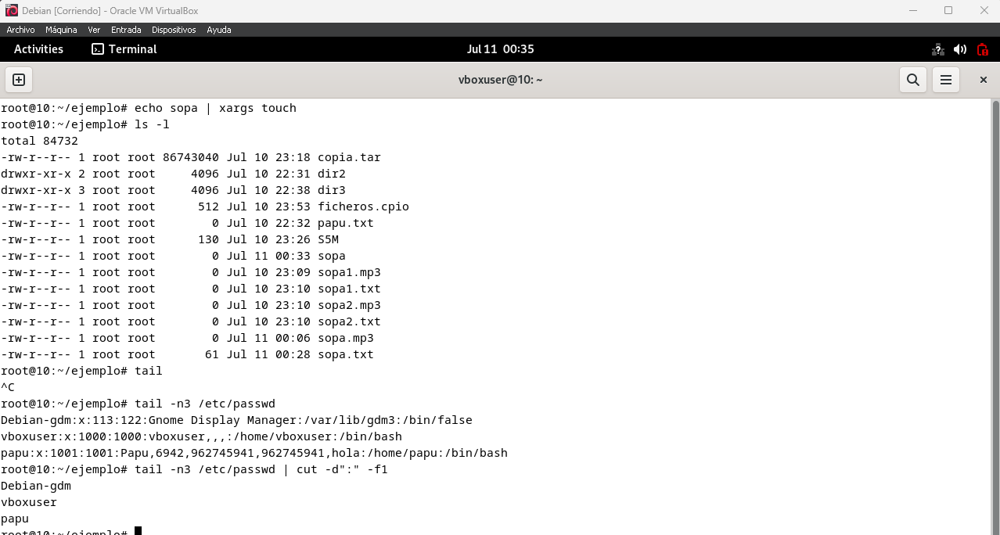 Debian [Corriendo] - Oracle VM VirtualBox
Archivo Máquina Ver Entrada Dispositivos Ayuda
Activities Terminal Jul 11 00:35
vboxuser@10: ~
root@10:~/ejemplo# echo sopa | xargs touch
root@10:~/ejemplo# ls -l
total 84732
-rw-r--r-- 1 root root 86743040 Jul 10 23:18 copia.tar
drwxr-xr-x 2 root root     4096 Jul 10 22:31 dir2
drwxr-xr-x 3 root root     4096 Jul 10 22:38 dir3
-rw-r--r-- 1 root root      512 Jul 10 23:53 ficheros.cpio
-rw-r--r-- 1 root root        0 Jul 10 22:32 papu.txt
-rw-r--r-- 1 root root      130 Jul 10 23:26 S5M
-rw-r--r-- 1 root root        0 Jul 11 00:33 sopa
-rw-r--r-- 1 root root        0 Jul 10 23:09 sopa1.mp3
-rw-r--r-- 1 root root        0 Jul 10 23:10 sopa1.txt
-rw-r--r-- 1 root root        0 Jul 10 23:10 sopa2.mp3
-rw-r--r-- 1 root root        0 Jul 10 23:10 sopa2.txt
-rw-r--r-- 1 root root        0 Jul 11 00:06 sopa.mp3
-rw-r--r-- 1 root root       61 Jul 11 00:28 sopa.txt
root@10:~/ejemplo# tail
^C
root@10:~/ejemplo# tail -n3 /etc/passwd
Debian-gdm:x:113:122:Gnome Display Manager:/var/lib/gdm3:/bin/false
vboxuser:x:1000:1000:vboxuser,,,:/home/vboxuser:/bin/bash
papu:x:1001:1001:Papu,6942,962745941,962745941,hola:/home/papu:/bin/bash
root@10:~/ejemplo# tail -n3 /etc/passwd | cut -d":" -f1
Debian-gdm
vboxuser
papu
root@10:~/ejemplo#